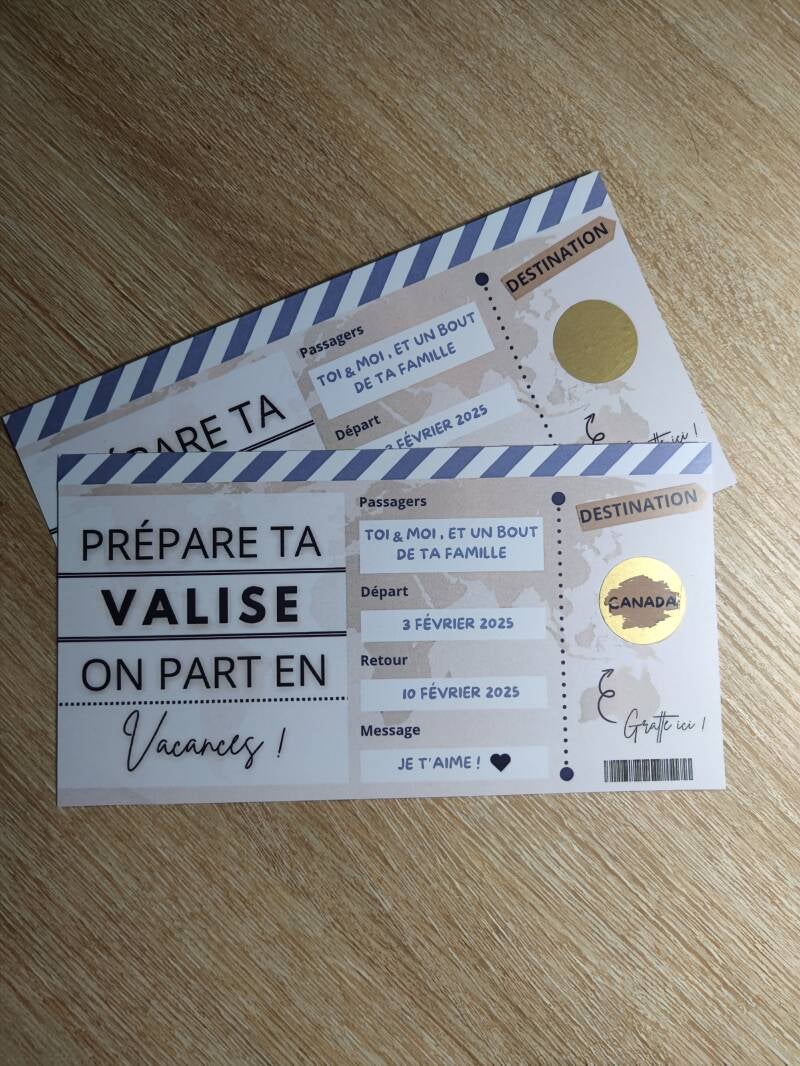 DESTINATION
Passagers
TOI & MOI , ET UN BOUT
DE TA FAMILLE
Départ
FÉVRIER 2025
TA
PRÉPARE TA
VALISE
ON PART EN
Vacances !
Passagers
TOI & MOI , ET UN BOUT
DE TA FAMILLE
Départ
3 FÉVRIER 2025
Retour
10 FÉVRIER 2025
Message
JE T'AIME ! ♥
DESTINATION
CANADA
Gratte ici !